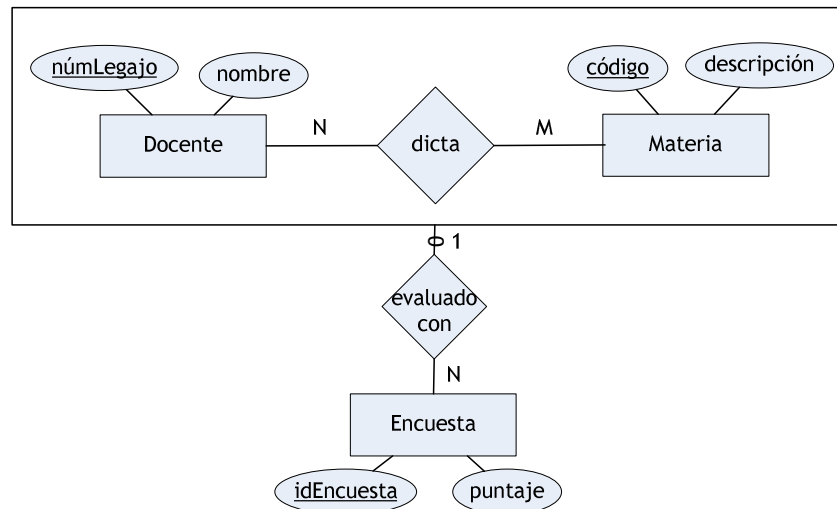 númLegajo
nombre
código
descripción
Docente
N
dicta
M
Materia
1
evaluado
con
N
Encuesta
idEncuesta
puntaje